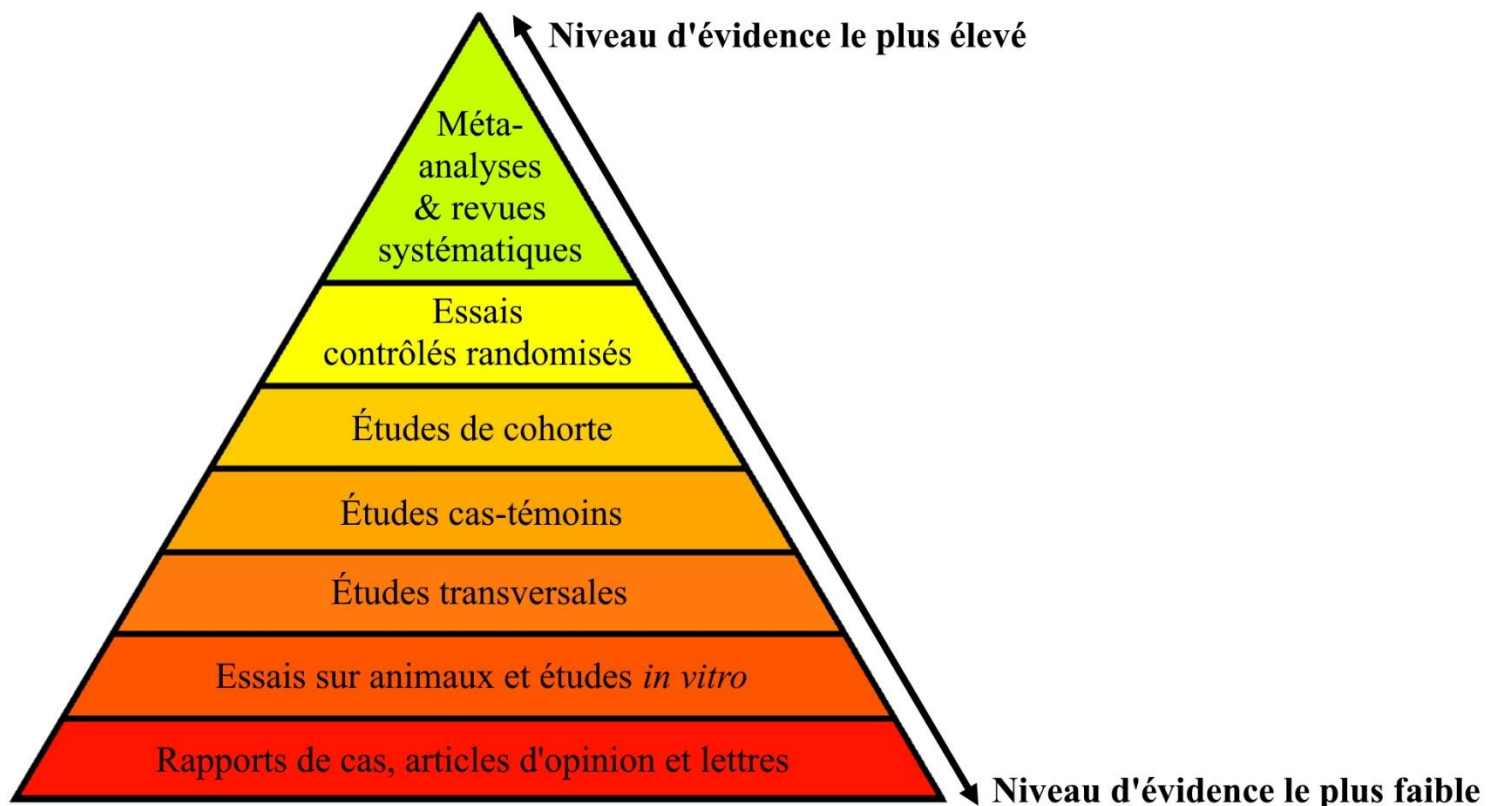 Niveau d'évidence le plus élevé
Méta-
analyses
& revues
systématiques
Essais
contrôlés randomisés
Études de cohorte
Études cas-témoins
Études transversales
Essais sur animaux et études in vitro
Rapports de cas, articles d'opinion et lettres
Niveau d'évidence le plus faible